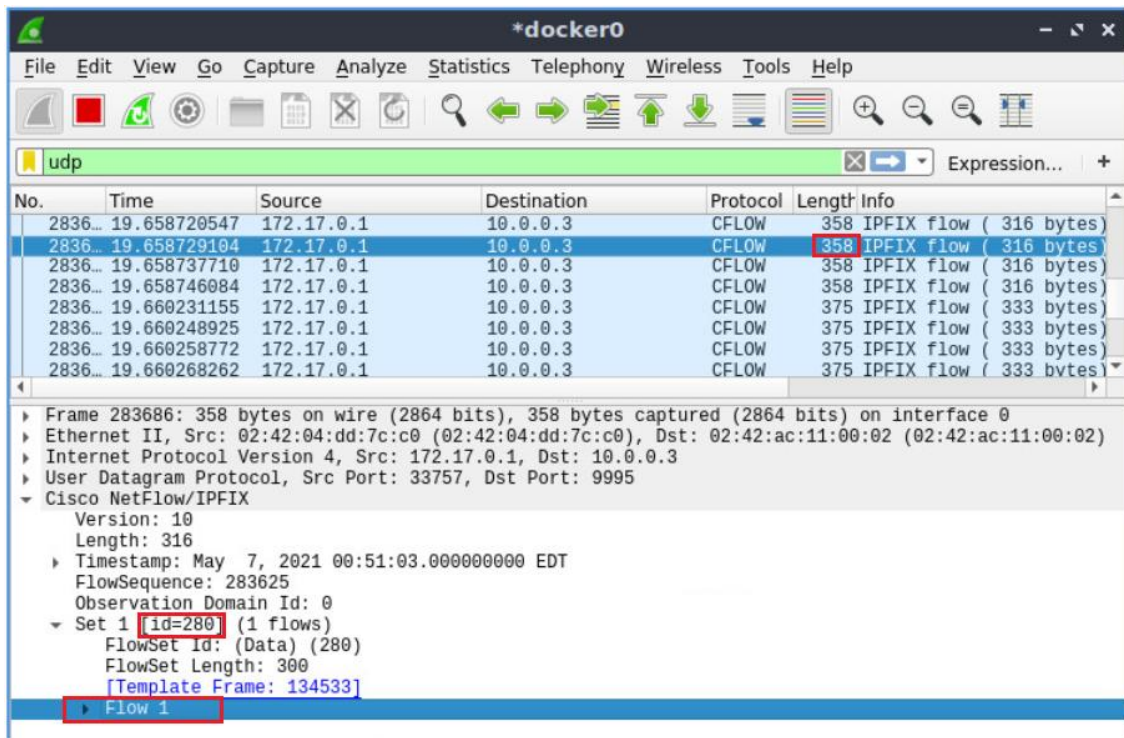 *docker0
File Edit View Go Capture Analyze Statistics Telephony Wireless Tools Help
udp Expression... +
No. Time Source Destination Protocol Length Info
2836… 19.658720547 172.17.0.1 10.0.0.3 CFLOW 358 IPFIX flow ( 316 bytes)
2836… 19.658729104 172.17.0.1 10.0.0.3 CFLOW 358 IPFIX flow ( 316 bytes)
2836… 19.658737710 172.17.0.1 10.0.0.3 CFLOW 358 IPFIX flow ( 316 bytes)
2836… 19.658746084 172.17.0.1 10.0.0.3 CFLOW 358 IPFIX flow ( 316 bytes)
2836… 19.660231155 172.17.0.1 10.0.0.3 CFLOW 375 IPFIX flow ( 333 bytes)
2836… 19.660248925 172.17.0.1 10.0.0.3 CFLOW 375 IPFIX flow ( 333 bytes)
2836… 19.660258772 172.17.0.1 10.0.0.3 CFLOW 375 IPFIX flow ( 333 bytes)
2836… 19.660268262 172.17.0.1 10.0.0.3 CFLOW 375 IPFIX flow ( 333 bytes)
Frame 283686: 358 bytes on wire (2864 bits), 358 bytes captured (2864 bits) on interface 0
Ethernet II, Src: 02:42:04:dd:7c:c0 (02:42:04:dd:7c:c0), Dst: 02:42:ac:11:00:02 (02:42:ac:11:00:02)
Internet Protocol Version 4, Src: 172.17.0.1, Dst: 10.0.0.3
User Datagram Protocol, Src Port: 33757, Dst Port: 9995
Cisco NetFlow/IPFIX
Version: 10
Length: 316
Timestamp: May 7, 2021 00:51:03.000000000 EDT
FlowSequence: 283625
Observation Domain Id: 0
Set 1 [id=280] (1 flows)
FlowSet Id: (Data) (280)
FlowSet Length: 300
[Template Frame: 134533]
Flow 1